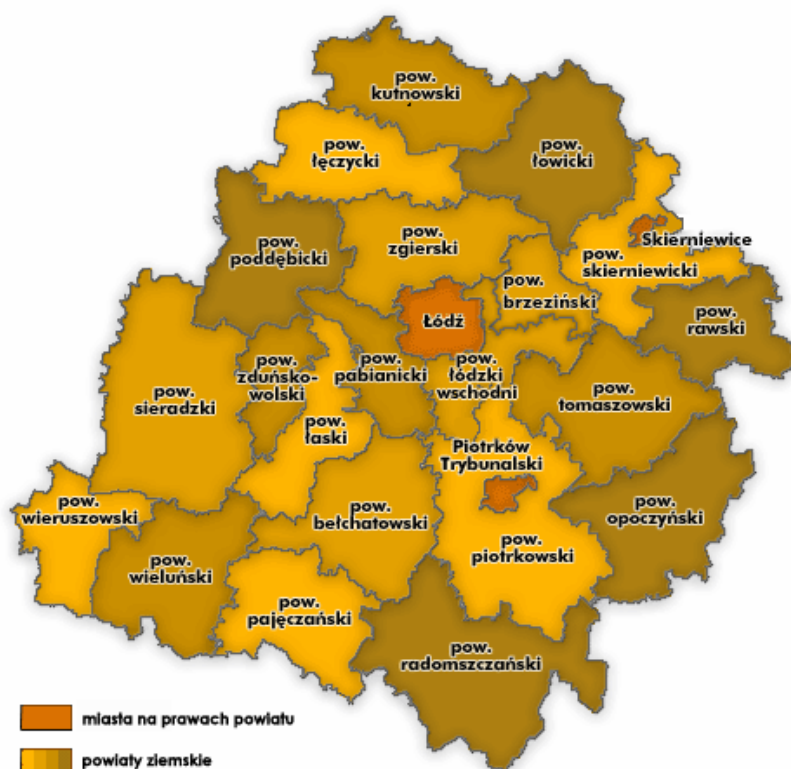 pow.
kutnowski
pow.
łęczycki
pow.
łowicki
pow.
zgierski
pow.
poddębicki
Skierniewice
pow.
skierniewicki
pow.
brzeziński
pow.
rawski
Łódź
pow.
zduńsko-
wolski
pow.
pabianicki
pow.
łódzki
wschodni
pow.
sieradzki
pow.
tomaszowski
pow.
łaski
Piotrków
Trybunalski
pow.
wieruszowski
pow.
bełchatowski
pow.
opoczyński
pow.
piotrkowski
pow.
wieluński
pow.
pajęczański
pow.
radomszczański
miasta na prawach powiatu
powiaty ziemskie